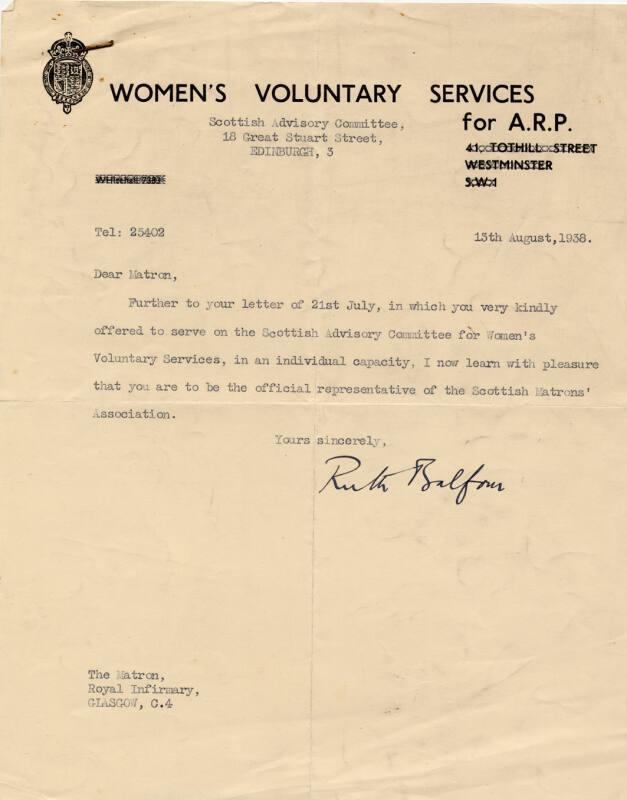 WOMEN'S VOLUNTARY SERVICES
for A.R.P.
Scottish Advisory Committee,
18 Great Stuart Street,
EDINBURGH, 3
41, TOTHILL STREET
WESTMINSTER
S.W.1
Whitehall
Tel: 25402
13th August,1938.
Dear Matron,
Further to your letter of 21st July, in which you very kindly
offered to serve on the Scottish Advisory Committee for Women's
Voluntary Services, in an individual capacity, I now learn with pleasure
that you are to be the official representative of the Scottish Matrons'
Association.
Yours sincerely,
Ruth Balfour
The Matron,
Royal Infirmary,
GLASGOW, C.4